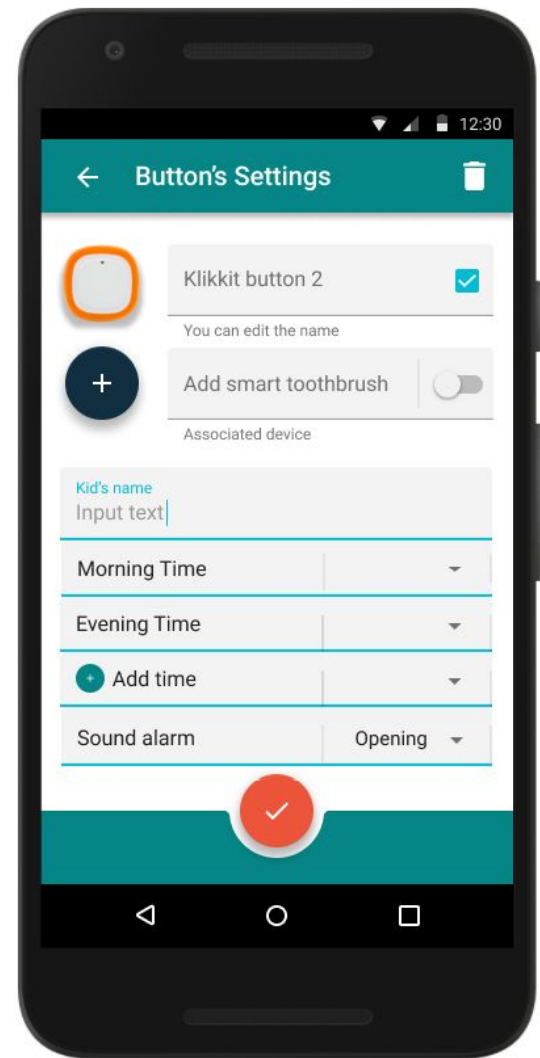 12:30
Button's Settings
Klikkit button 2
You can edit the name
Add smart toothbrush
Associated device
Kid's name
Input text
Morning Time
Evening Time
Add time
Sound alarm Opening